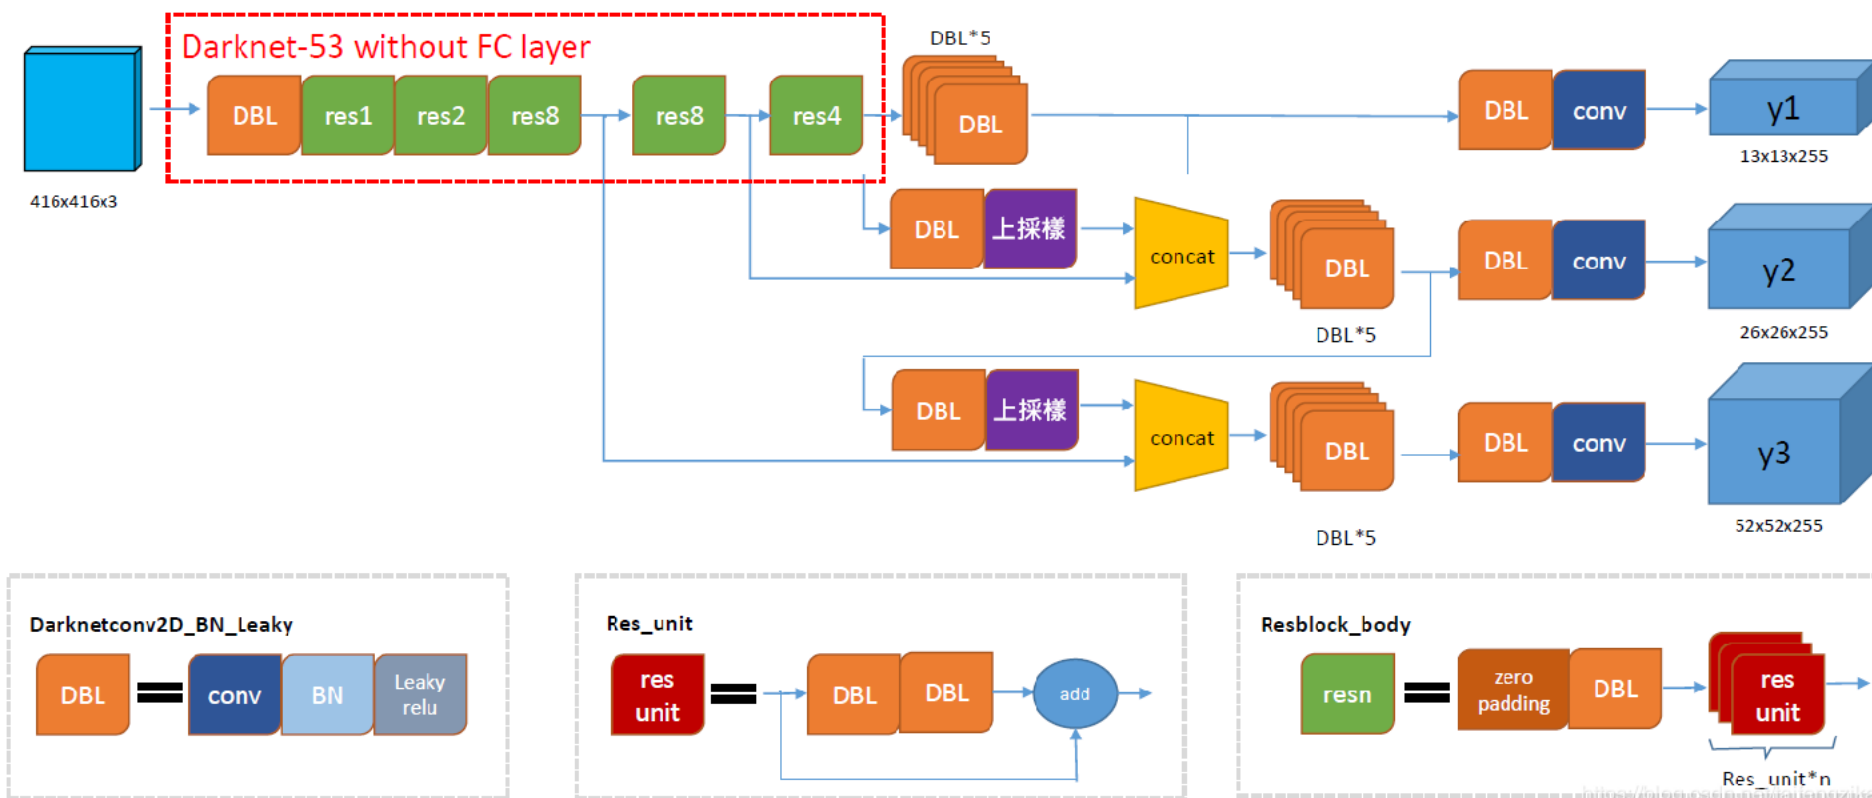 Darknet-53 without FC layer
DBL*5
DBL
res1
res2
res8
res8
res4
DBL
DBL
conv
y1
416x416x3
13x13x255
DBL
上採樣
concat
DBL
DBL
conv
y2
DBL*5
26x26x255
DBL
上採樣
concat
DBL
DBL
conv
y3
DBL*5
52x52x255
Darknetconv2D_BN_Leaky
DBL
conv
BN
Leaky
relu
Res_unit
res
unit
DBL
DBL
add
Resblock_body
resn
zero
padding
DBL
res
unit
Res_unit*n